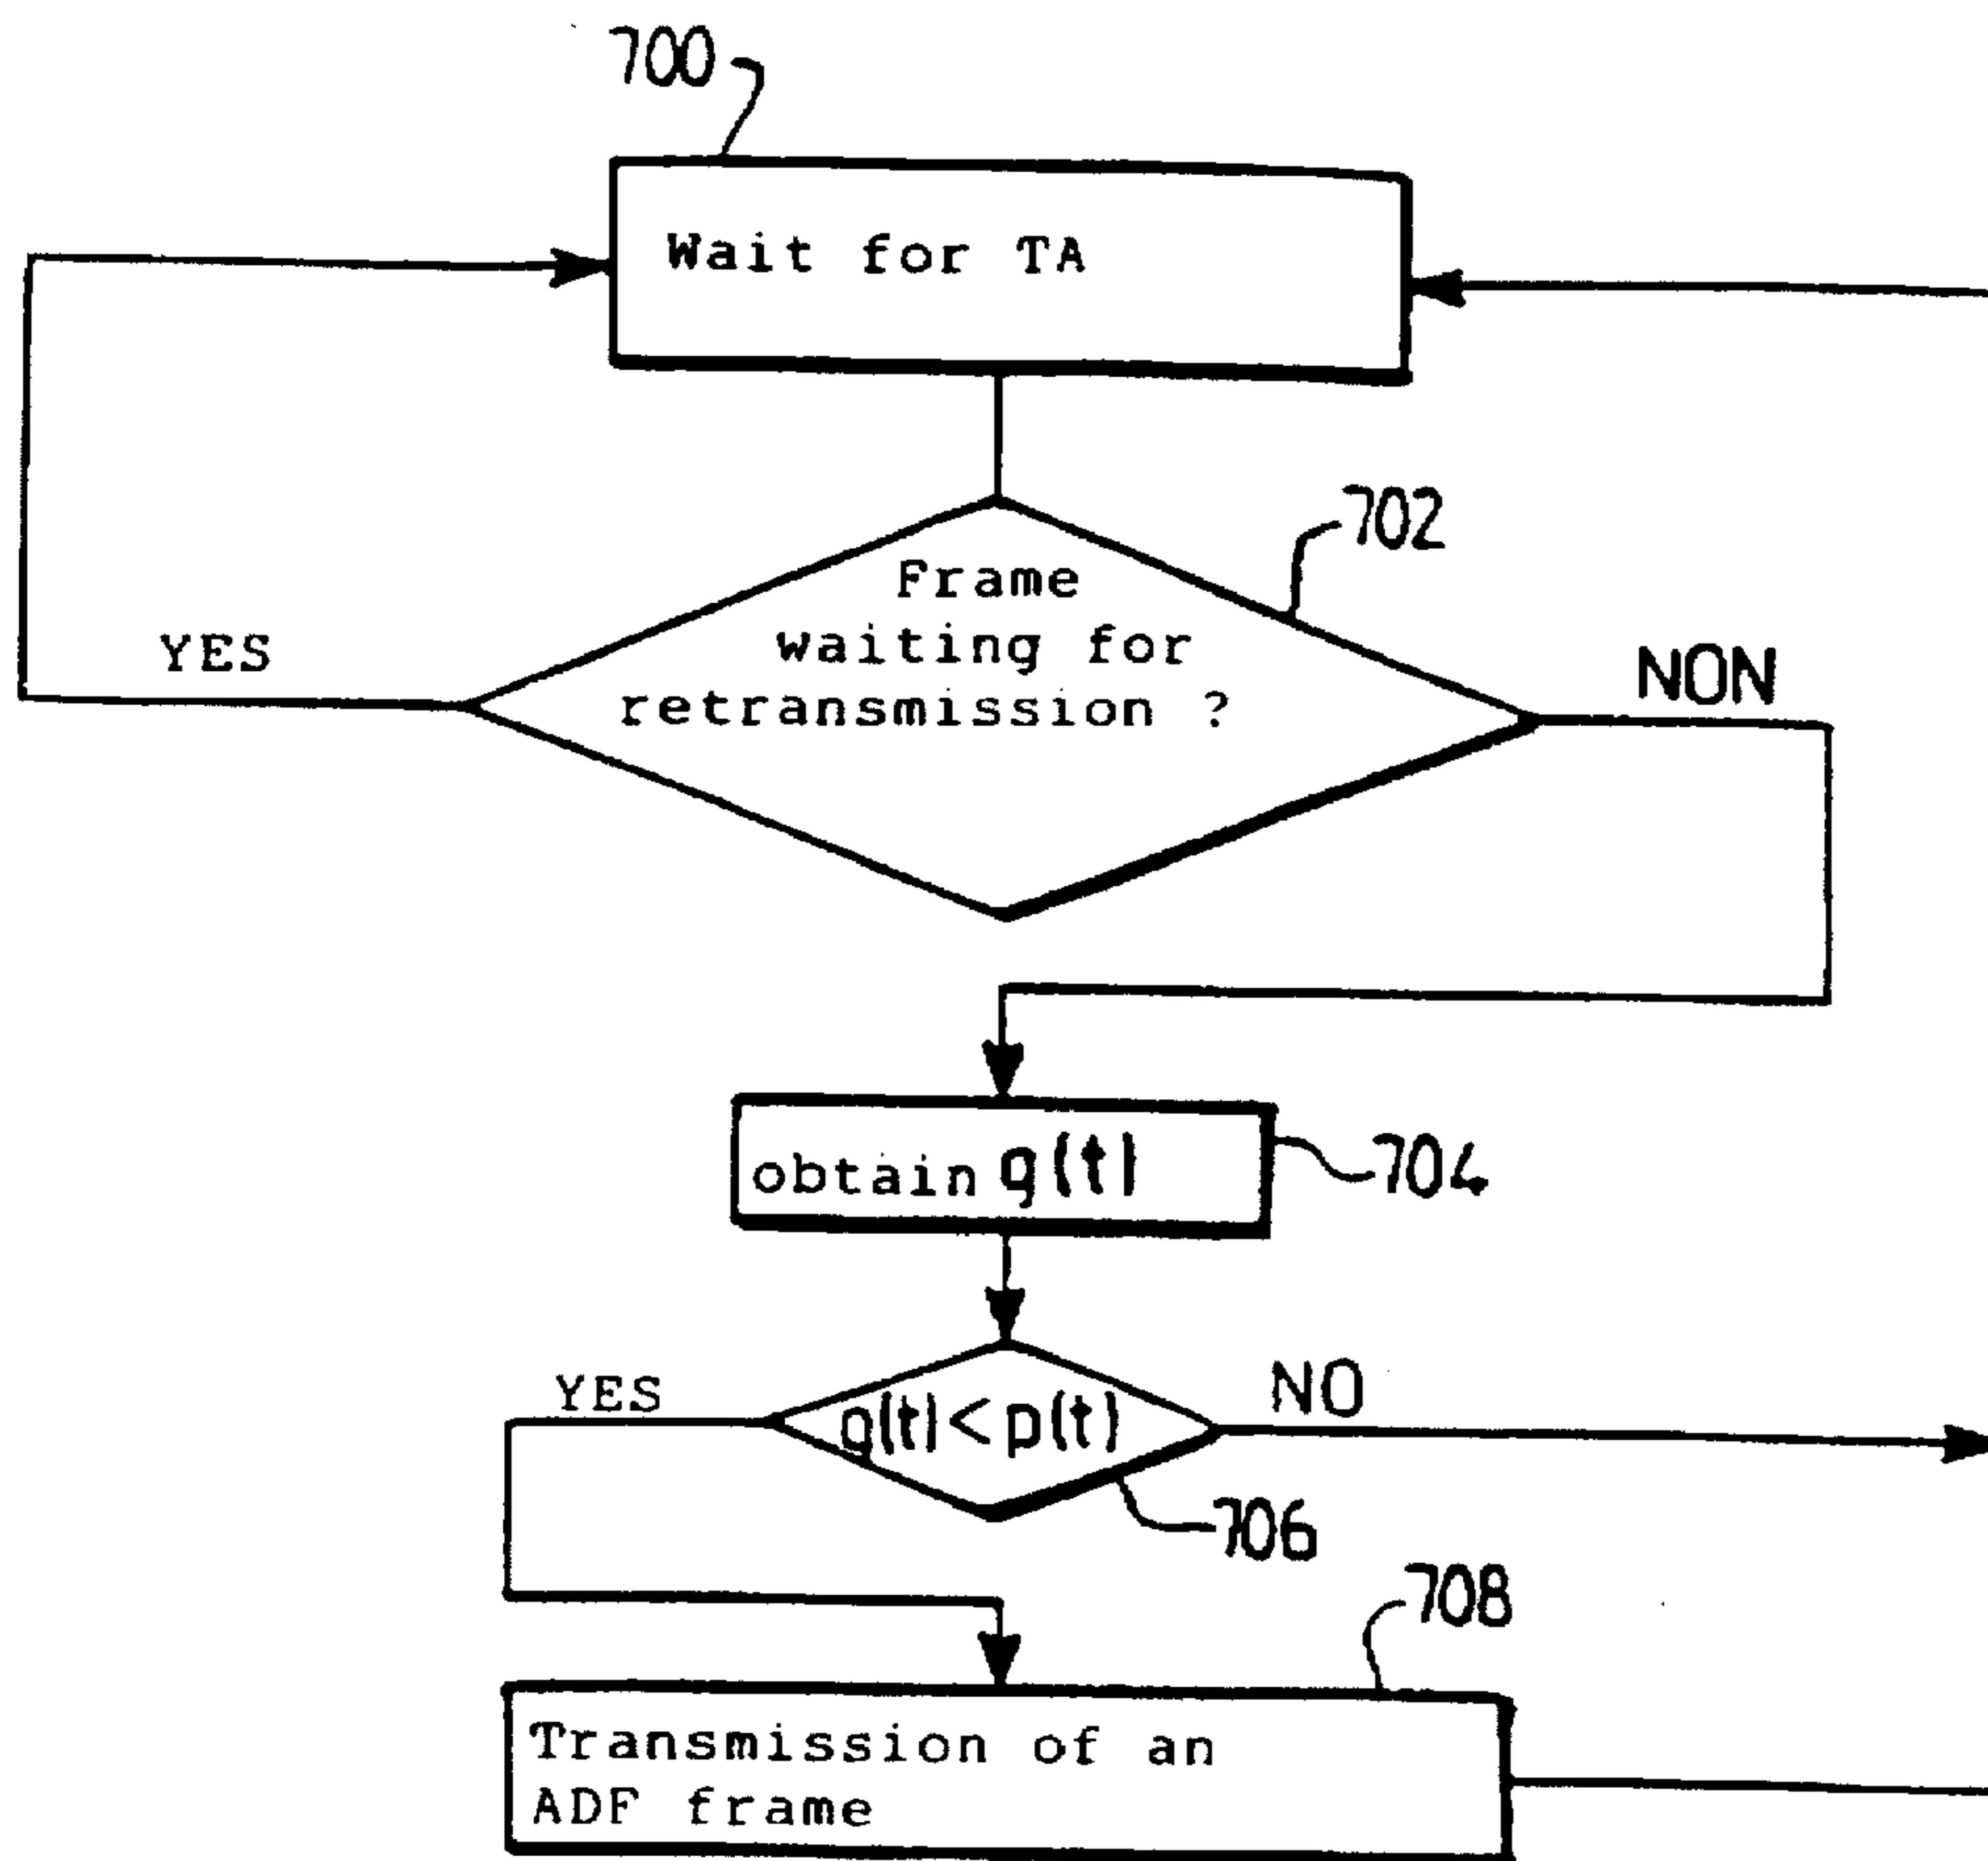 700
Wait for TA
702
Frame
waiting for
retransmission ?
YES
NON
obtain g(t)
704
YES
g(t)<p(t)
NO
706
708
Transmission of an
ADF frame